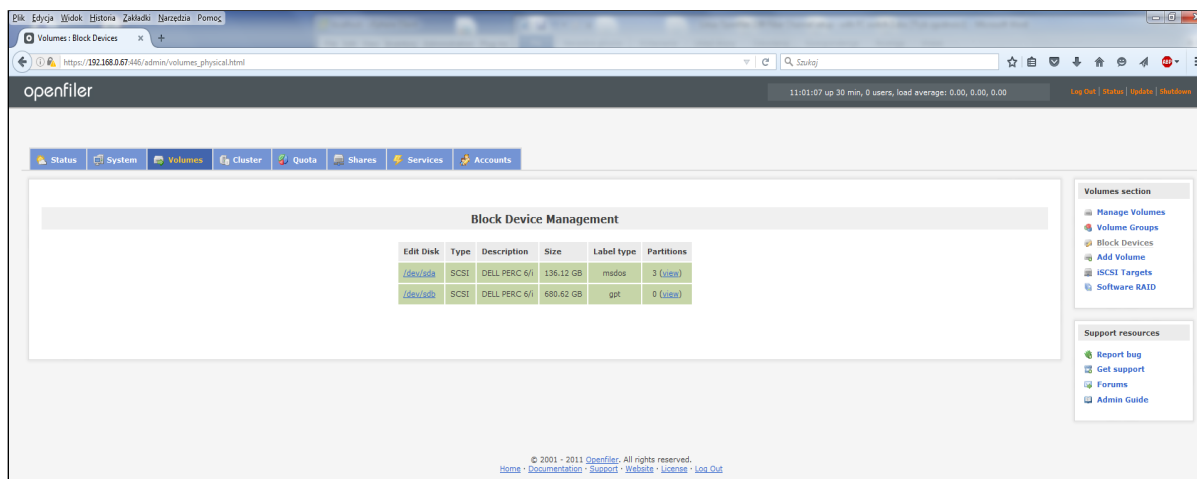 Plik Edycja Widok Historia Zakładki Narzędzia Pomoc
Volumes : Block Devices × +
https://192.168.0.67:446/admin/volumes_physical.html Szukaj ABP
openfiler 11:01:07 up 30 min, 0 users, load average: 0.00, 0.00, 0.00 Log Out | Status | Update | Shutdown
Status System Volumes Cluster Quota Shares Services Accounts
Block Device Management
Edit Disk Type Description Size Label type Partitions
/dev/sda SCSI DELL PERC 6/i 136.12 GB msdos 3 (view)
/dev/sdb SCSI DELL PERC 6/i 680.62 GB gpt 0 (view)
Volumes section
Manage Volumes
Volume Groups
Block Devices
Add Volume
iSCSI Targets
Software RAID
Support resources
Report bug
Get support
Forums
Admin Guide
© 2001 - 2011 Openfiler. All rights reserved.
Home · Documentation · Support · Website · License · Log Out